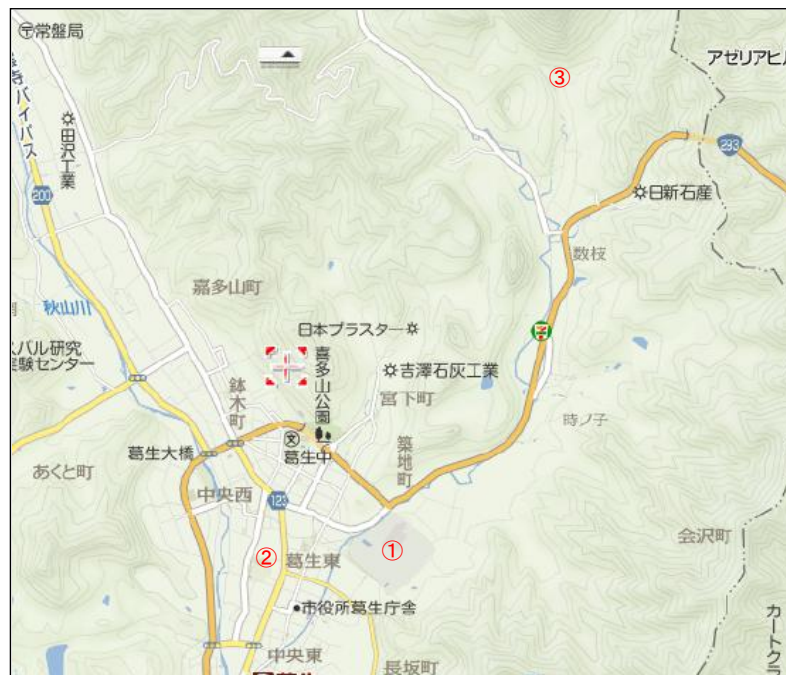 〒常盤局
アゼリアヒル
③
寺バイパス
田沢工業
293
200
日新石産
数枝
嘉多山町
秋山川
日本プラスター
スバル研究
実験センター
吉澤石灰工業
喜多山公園
鉢木町
宮下町
時ノ子
文
葛生中
葛生大橋
築地町
あくと町
中央西
123
会沢町
①
②
葛生東
市役所葛生庁舎
カートクラ
中央東
長坂町